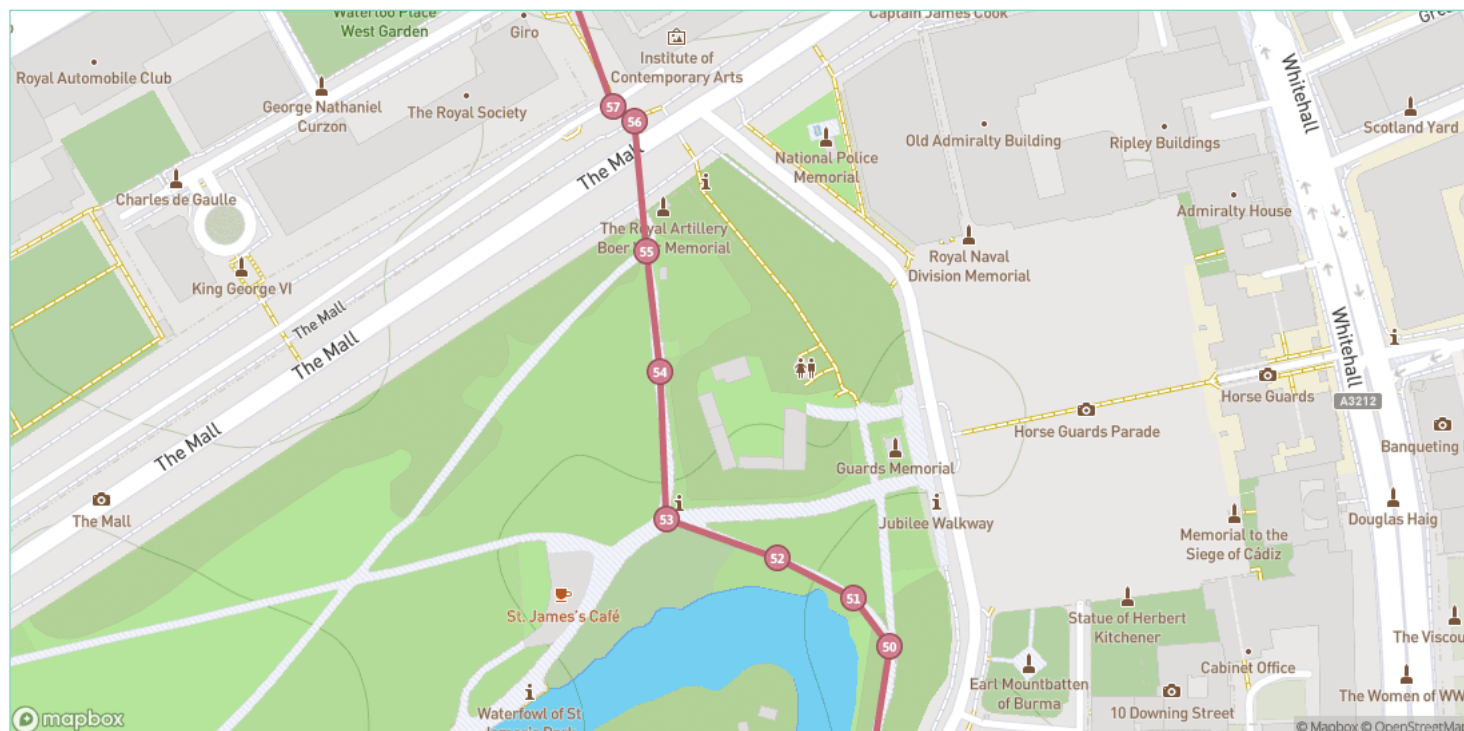 Waterloo Place
West Garden
Giro
Captain James Cook
Royal Automobile Club
Institute of
Contemporary Arts
George Nathaniel
Curzon
The Royal Society
57
56
Whitehall
Scotland Yard
Old Admiralty Building
Ripley Buildings
National Police
Memorial
The Mall
Charles de Gaulle
Admiralty House
The Royal Artillery
Boer War Memorial
55
Royal Naval
Division Memorial
King George VI
The Mall
The Mall
Whitehall
54
Horse Guards
A3212
Horse Guards Parade
Banqueting
The Mall
Guards Memorial
53
Jubilee Walkway
Douglas Haig
Memorial to the
Siege of Cádiz
52
51
St. James's Café
Statue of Herbert
Kitchener
50
The Viscou
Cabinet Office
Earl Mountbatten
of Burma
10 Downing Street
The Women of WW
Waterfowl of St
James's Park
mapbox
© Mapbox © OpenStreetMap